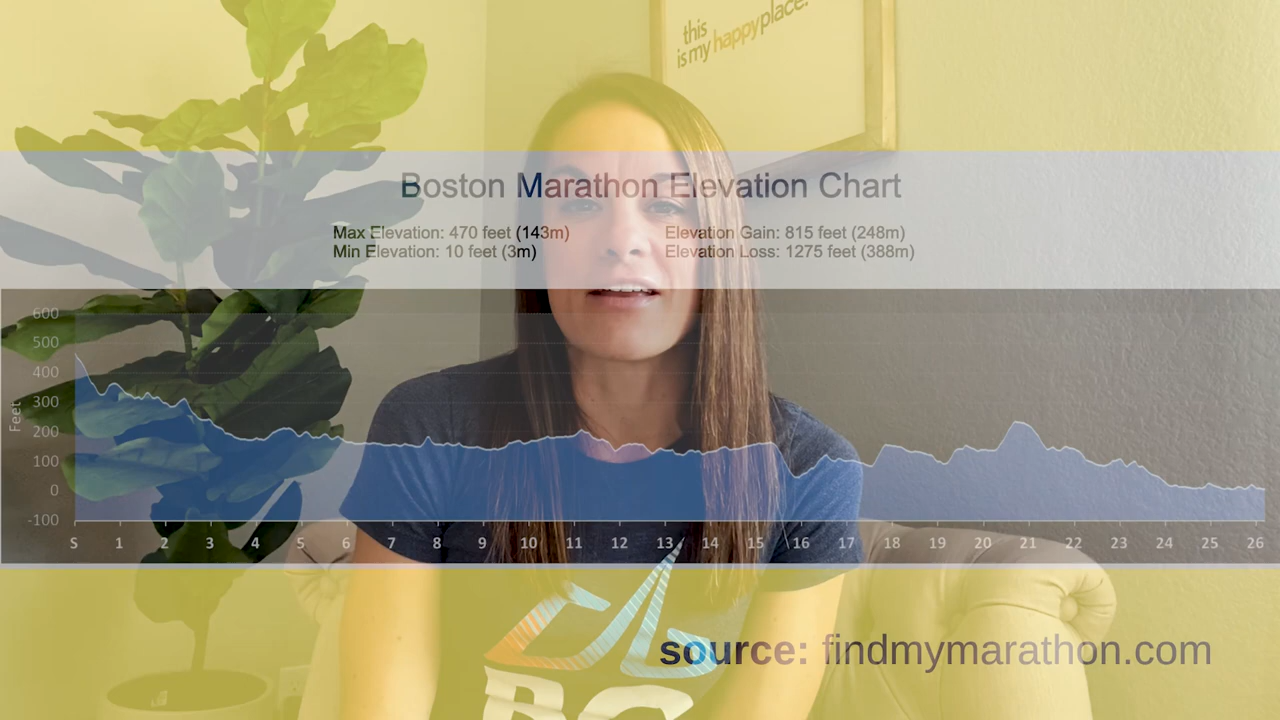 this
is my happy place.
Boston Marathon Elevation Chart
Max Elevation: 470 feet (143m)
Min Elevation: 10 feet (3m)
Elevation Gain: 815 feet (248m)
Elevation Loss: 1275 feet (388m)
Feet
600
500
400
300
200
100
0
-100
S 1 2 3 4 5 6 7 8 9 10 11 12 13 14 15 16 17 18 19 20 21 22 23 24 25 26
source: findmymarathon.com